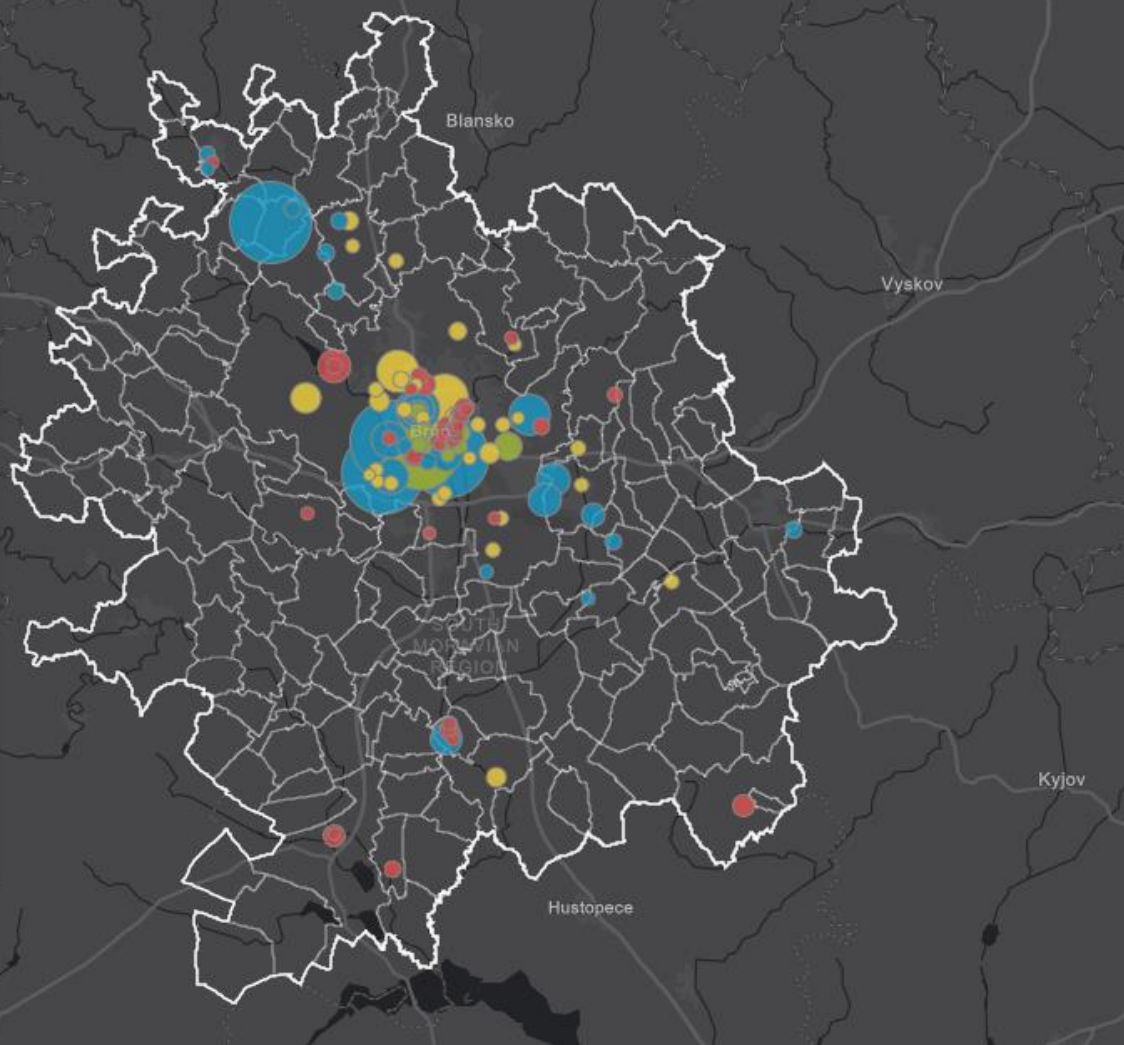 Blansko
Vyskov
Brno
SOUTH
MORAVIAN
REGION
Kyjov
Hustopece